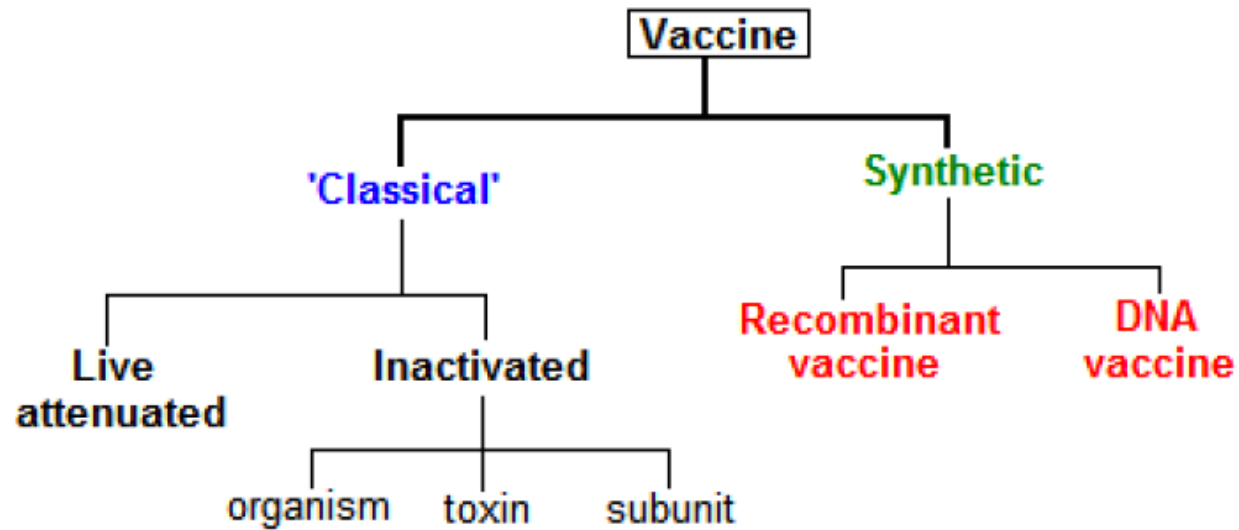 Vaccine
'Classical'
Synthetic
Live
attenuated
Inactivated
Recombinant
vaccine
DNA
vaccine
organism
toxin
subunit